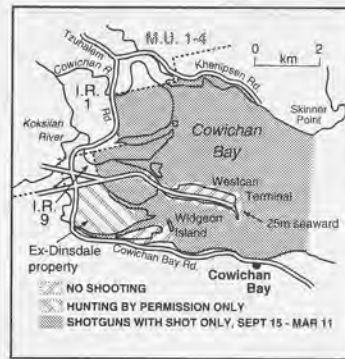 M.U. 1-4
Tzuhalem Rd
Cowichan R.
Khenipsen Rd.
0 2
km
I.R.
1
Skinner
Point
Koksilah
River
Cowichan
Bay
Westcan
Terminal
I.R.
9
Widgeon
Island
25m seaward
Ex-Dinsdale
property
Cowichan Bay Rd.
Cowichan
Bay
NO SHOOTING
HUNTING BY PERMISSION ONLY
SHOTGUNS WITH SHOT ONLY, SEPT 15 - MAR 11